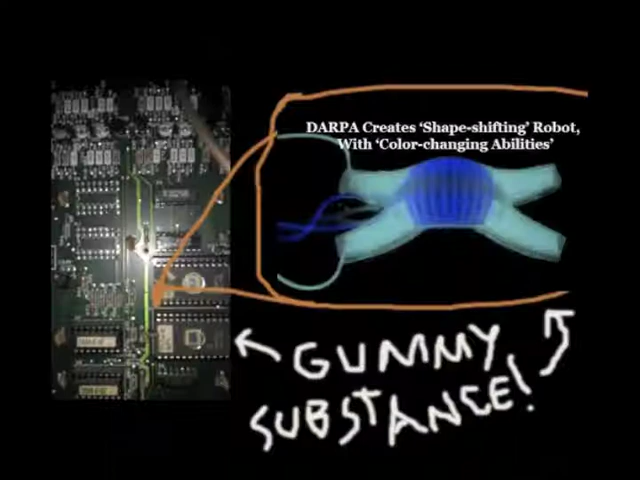 DARPA Creates ‘Shape-shifting’ Robot,
With ‘Color-changing Abilities’
GUMMY
SUBSTANCE!